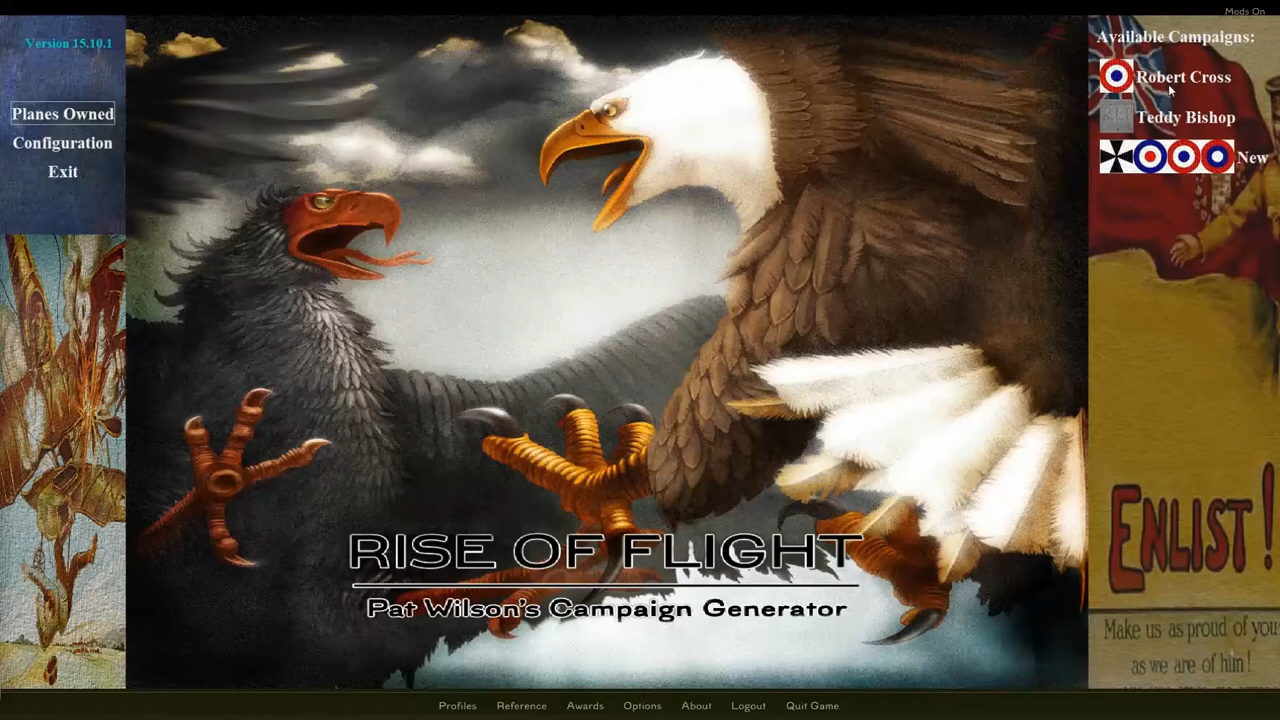 Mods On
Version 15.10.1
Planes Owned
Configuration
Exit
Available Campaigns:
Robert Cross
Teddy Bishop
New
RISE OF FLIGHT
Pat Wilson's Campaign Generator
ENLIST!
Make us as proud of you
as we are of him!
Profiles Reference Awards Options About Logout Quit Game